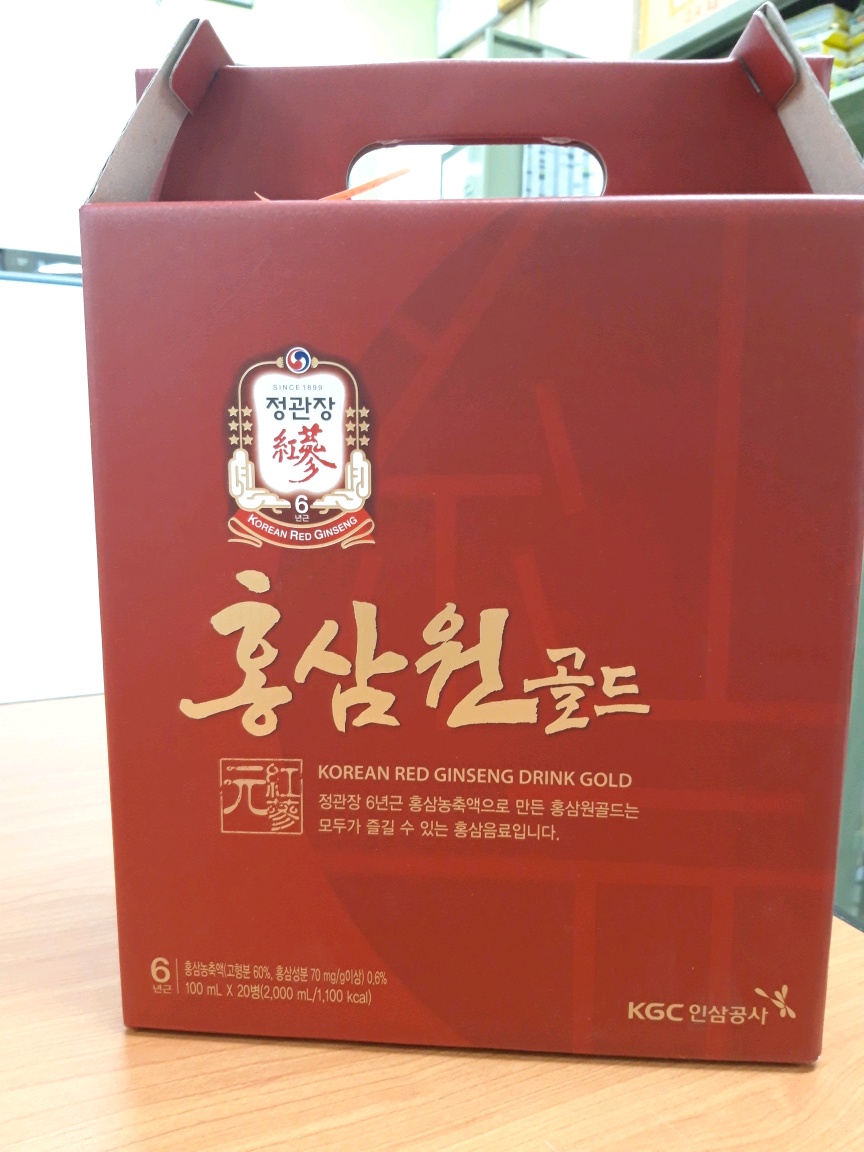 SINCE 1899
정관장
紅蔘
6
년근
KOREAN RED GINSENG
홍삼원골드
元紅蔘
KOREAN RED GINSENG DRINK GOLD
정관장 6년근 홍삼농축액으로 만든 홍삼원골드는
모두가 즐길 수 있는 홍삼음료입니다.
6
년근
홍삼농축액(고형분 60%, 홍삼성분 70 mg/g이상) 0.6%
100 mL X 20병(2,000 mL/1,100 kcal)
KGC 인삼공사